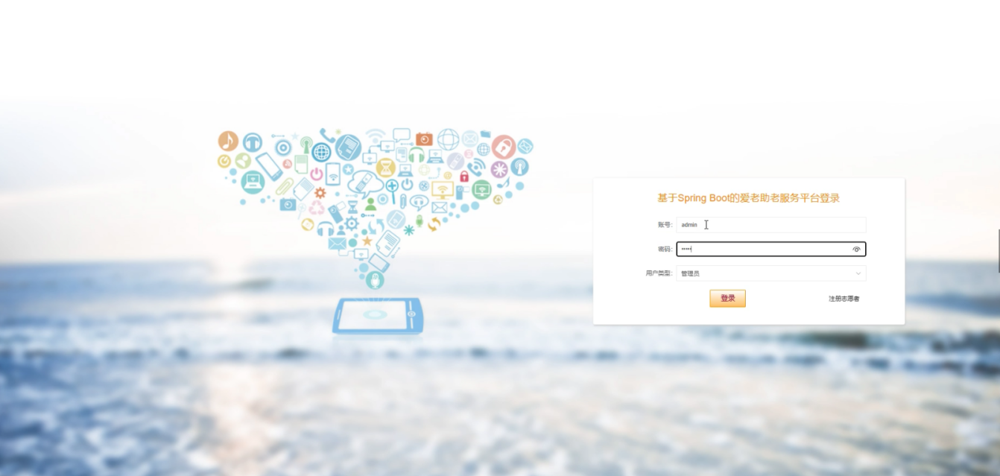 基于Spring Boot的爱老助老服务平台登录
账号: admin
密码: •••••
用户类型: 管理员
登录 注册志愿者